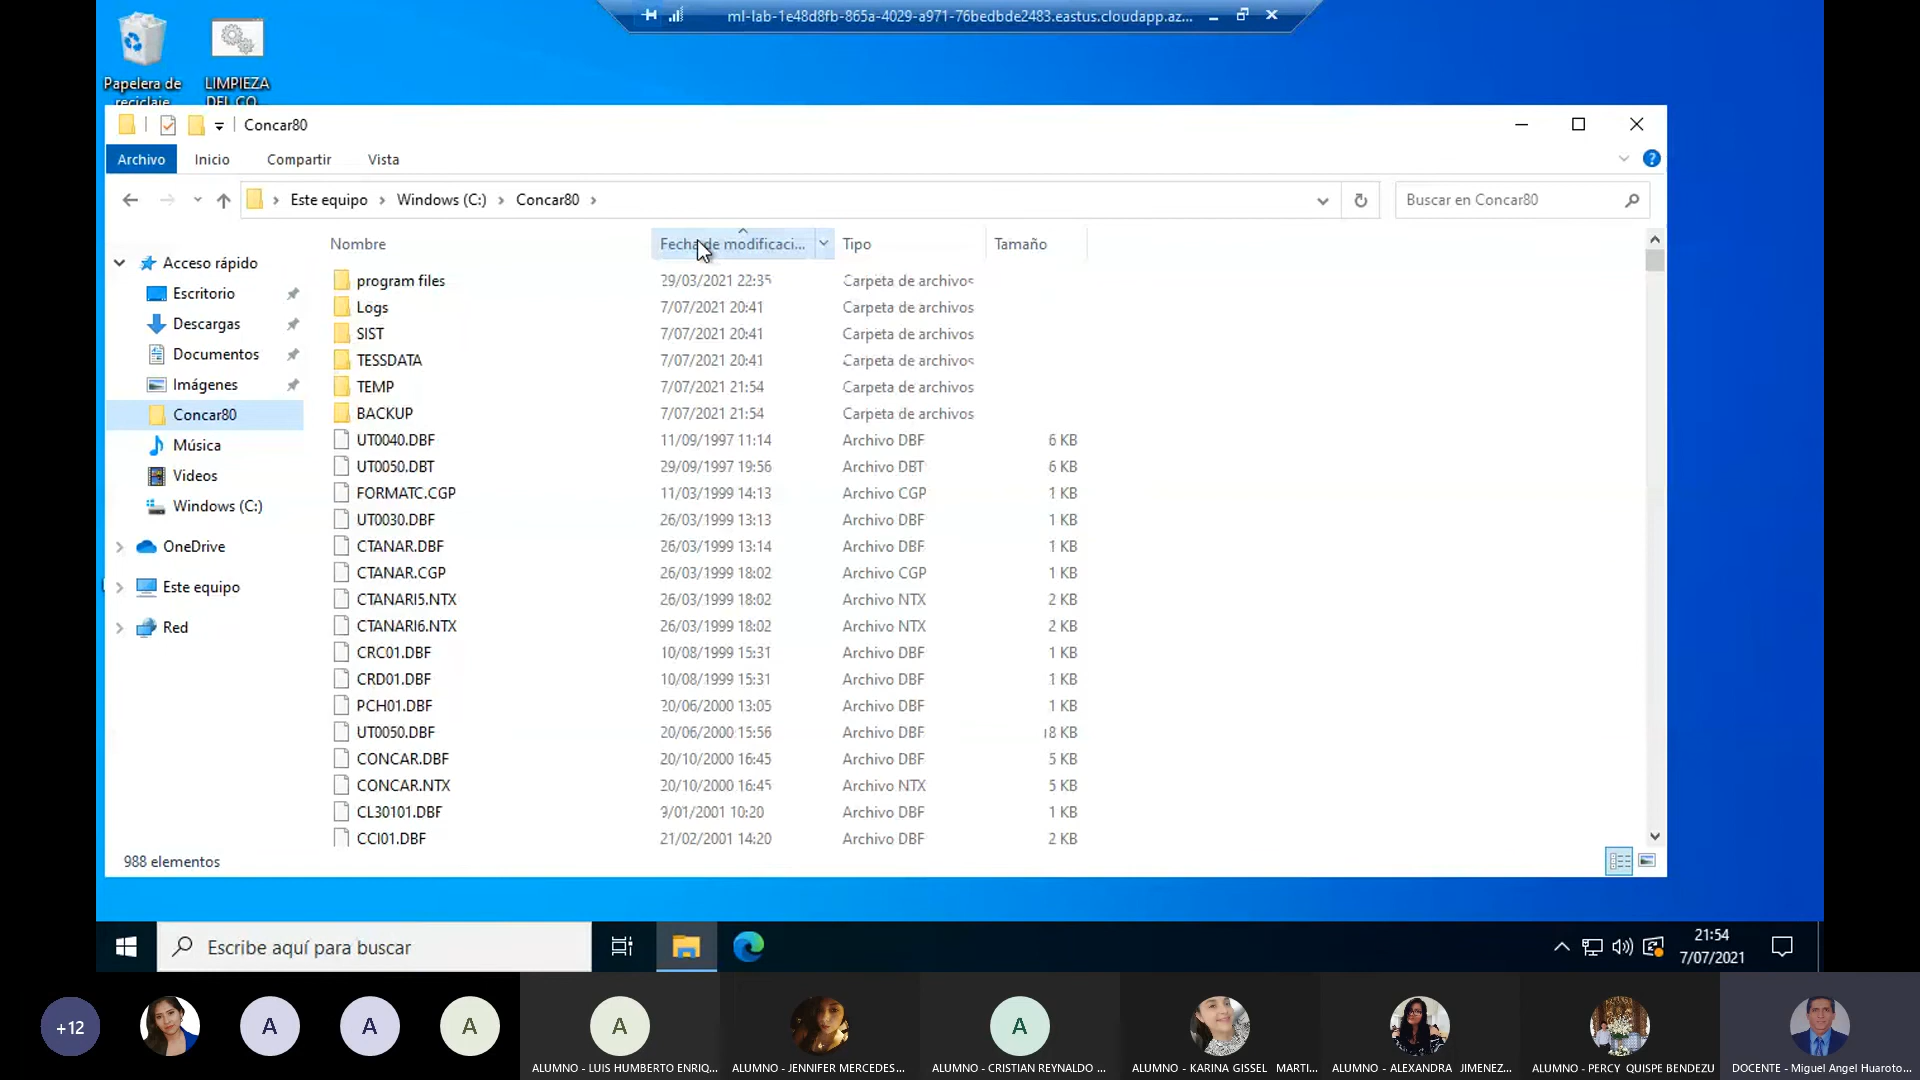 ml-lab-1e48d8fb-865a-4029-a971-76bedbde2483.eastus.cloudapp.az...
Papelera de
reciclaje
LIMPIEZA
DEL CO...
Concar80
Archivo Inicio Compartir Vista
Este equipo > Windows (C:) > Concar80 >
Buscar en Concar80
Nombre Fecha de modificaci... Tipo Tamaño
Acceso rápido
Escritorio
Descargas
Documentos
Imágenes
Concar80
Música
Videos
Windows (C:)
OneDrive
Este equipo
Red
program files 29/03/2021 22:35 Carpeta de archivos
Logs 7/07/2021 20:41 Carpeta de archivos
SIST 7/07/2021 20:41 Carpeta de archivos
TESSDATA 7/07/2021 20:41 Carpeta de archivos
TEMP 7/07/2021 21:54 Carpeta de archivos
BACKUP 7/07/2021 21:54 Carpeta de archivos
UT0040.DBF 11/09/1997 11:14 Archivo DBF 6 KB
UT0050.DBT 29/09/1997 19:56 Archivo DBT 6 KB
FORMATC.CGP 11/03/1999 14:13 Archivo CGP 1 KB
UT0030.DBF 26/03/1999 13:13 Archivo DBF 1 KB
CTANAR.DBF 26/03/1999 13:14 Archivo DBF 1 KB
CTANAR.CGP 26/03/1999 18:02 Archivo CGP 1 KB
CTANARI5.NTX 26/03/1999 18:02 Archivo NTX 2 KB
CTANARI6.NTX 26/03/1999 18:02 Archivo NTX 2 KB
CRC01.DBF 10/08/1999 15:31 Archivo DBF 1 KB
CRD01.DBF 10/08/1999 15:31 Archivo DBF 1 KB
PCH01.DBF 20/06/2000 13:05 Archivo DBF 1 KB
UT0050.DBF 20/06/2000 15:56 Archivo DBF 18 KB
CONCAR.DBF 20/10/2000 16:45 Archivo DBF 5 KB
CONCAR.NTX 20/10/2000 16:45 Archivo NTX 5 KB
CL30101.DBF 9/01/2001 10:20 Archivo DBF 1 KB
CCI01.DBF 21/02/2001 14:20 Archivo DBF 2 KB
988 elementos
Escribe aquí para buscar
21:54
7/07/2021
+12
A
A
A
A
A
ALUMNO - LUIS HUMBERTO ENRIQ...
ALUMNO - JENNIFER MERCEDES...
ALUMNO - CRISTIAN REYNALDO ...
ALUMNO - KARINA GISSEL MARTI...
ALUMNO - ALEXANDRA JIMENEZ...
ALUMNO - PERCY QUISPE BENDEZU
DOCENTE - Miguel Angel Huaroto...